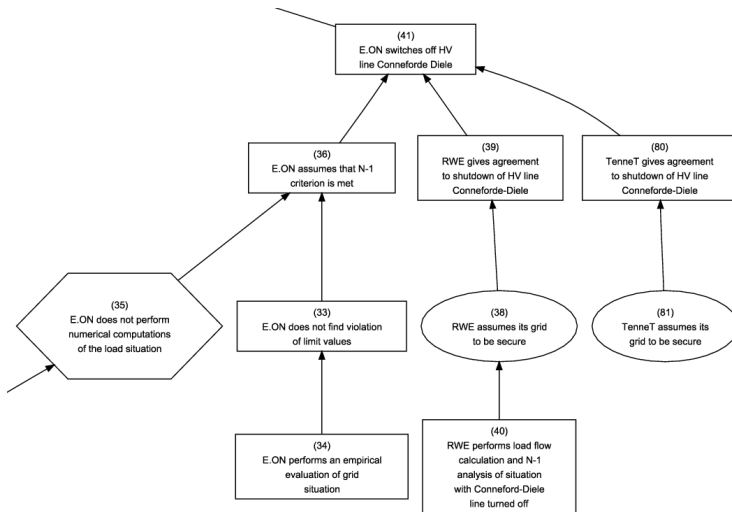 (41)
E.ON switches off HV
line Conneforde Diele
(36)
E.ON assumes that N-1
criterion is met
(39)
RWE gives agreement
to shutdown of HV line
Conneforde-Diele
(80)
TenneT gives agreement
to shutdown of HV line
Conneforde-Diele
(35)
E.ON does not perform
numerical computations
of the load situation
(33)
E.ON does not find violation
of limit values
(38)
RWE assumes its grid
to be secure
(81)
TenneT assumes its
grid to be secure
(34)
E.ON performs an empirical
evaluation of grid
situation
(40)
RWE performs load flow
calculation and N-1
analysis of situation
with Conneford-Diele
line turned off